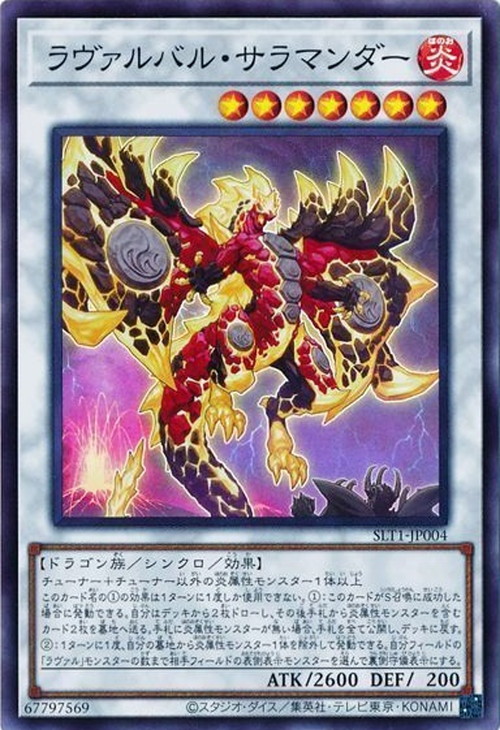 ラヴァルバル・サラマンダー
炎
ほのお
SLT1-JP004
【ドラゴン族／シンクロ／効果】
チューナー＋チューナー以外の炎属性モンスター1体以上
このカード名の①の効果は1ターンに1度しか使用できない。①：このカードがS召喚に成功した
場合に発動できる。自分はデッキから2枚ドローし、その後手札から炎属性モンスターを含む
カード2枚を墓地へ送る。手札に炎属性モンスターが無い場合、手札を全て公開しデッキに戻す。
②：1ターンに1度、自分の墓地から炎属性モンスター1体を除外して発動できる。自分フィールドの
「ラヴァル」モンスターの数まで相手フィールドの表側表示モンスターを選んで裏側守備表示にする。
ATK/2600 DEF/ 200
67797569
©スタジオ・ダイス／集英社・テレビ東京・KONAMI